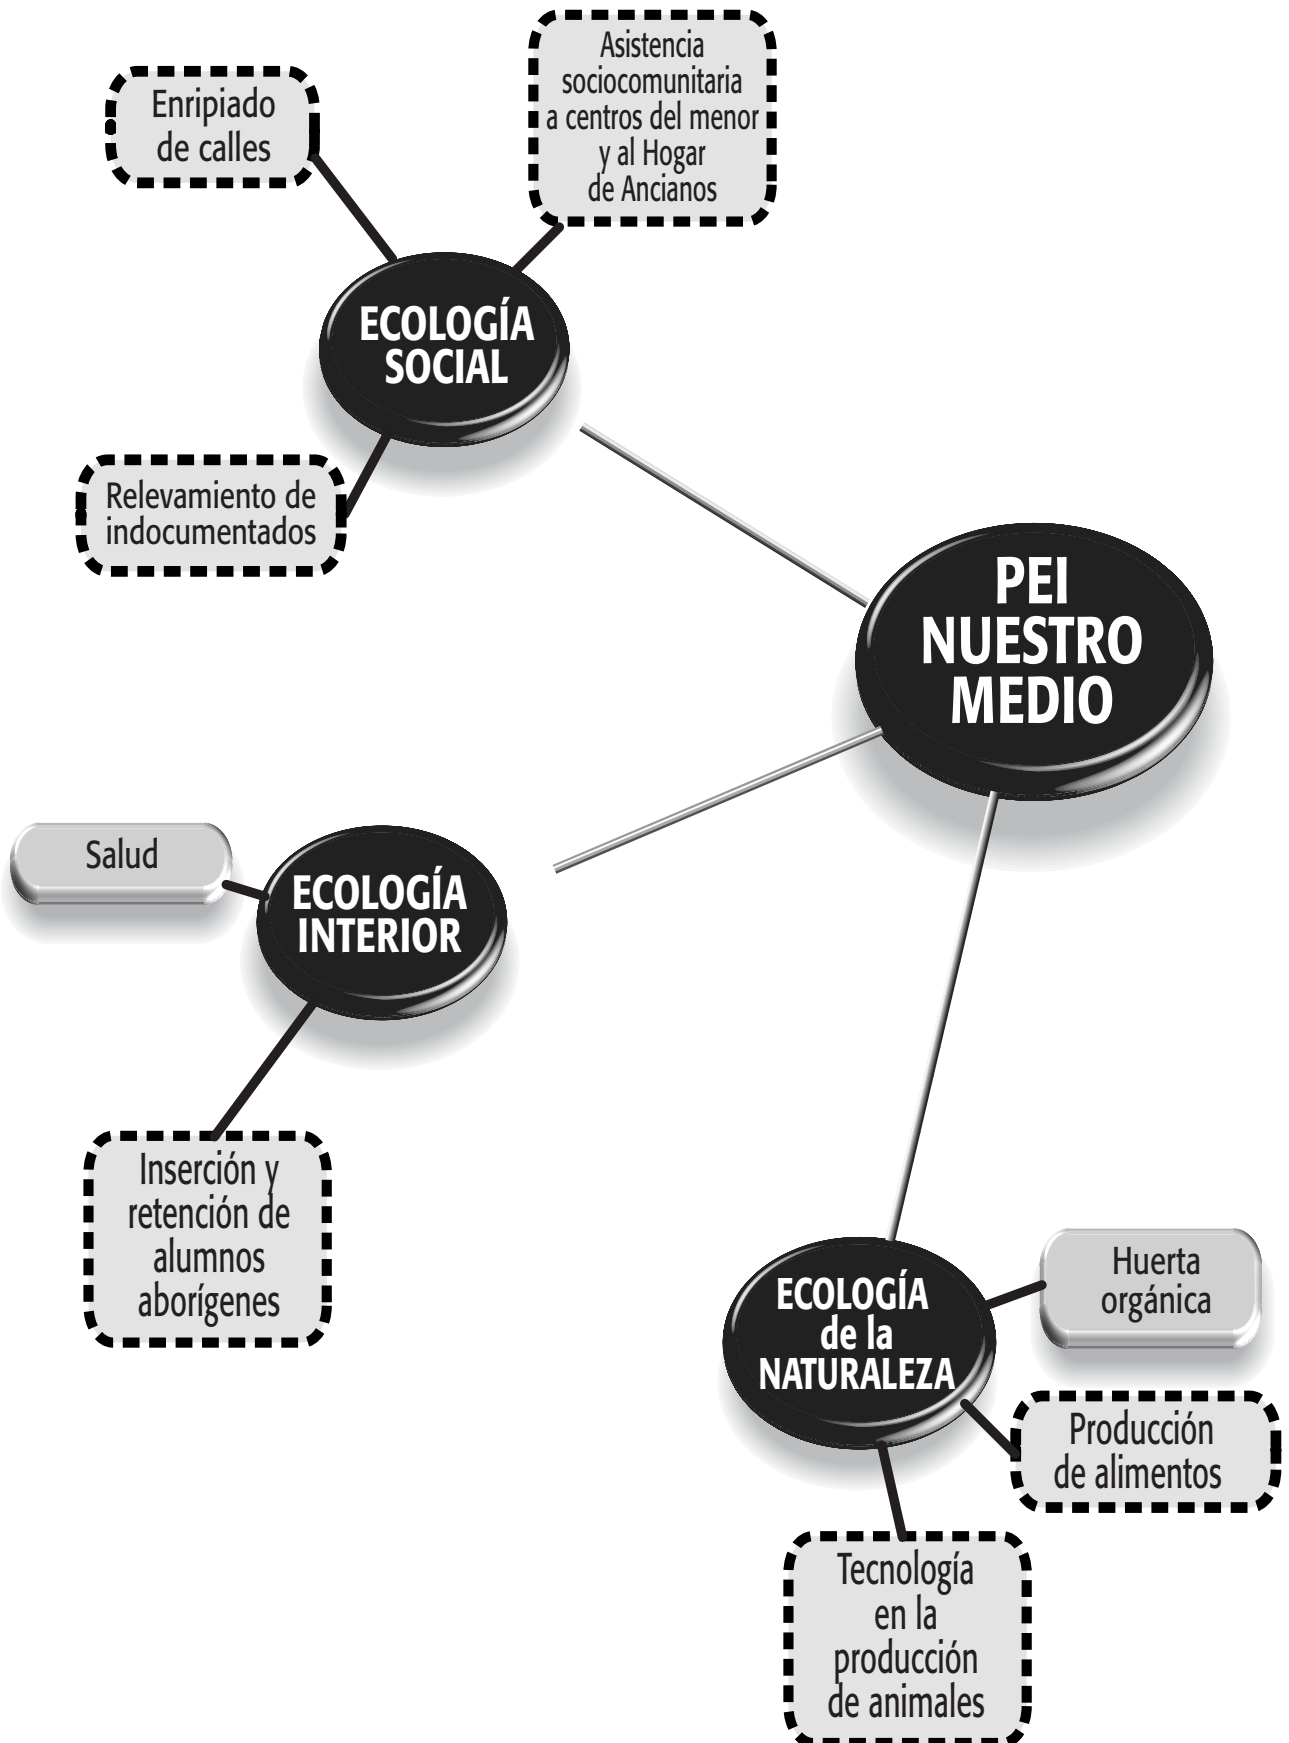 Asistencia
sociocomunitaria
a centros del menor
y al Hogar
de Ancianos
Enripiado
de calles
ECOLOGÍA
SOCIAL
Relevamiento de
indocumentados
PEI
NUESTRO
MEDIO
Salud
ECOLOGÍA
INTERIOR
Inserción y
retención de
alumnos
aborígenes
ECOLOGÍA
de la
NATURALEZA
Huerta
orgánica
Producción
de alimentos
Tecnología
en la
producción
de animales